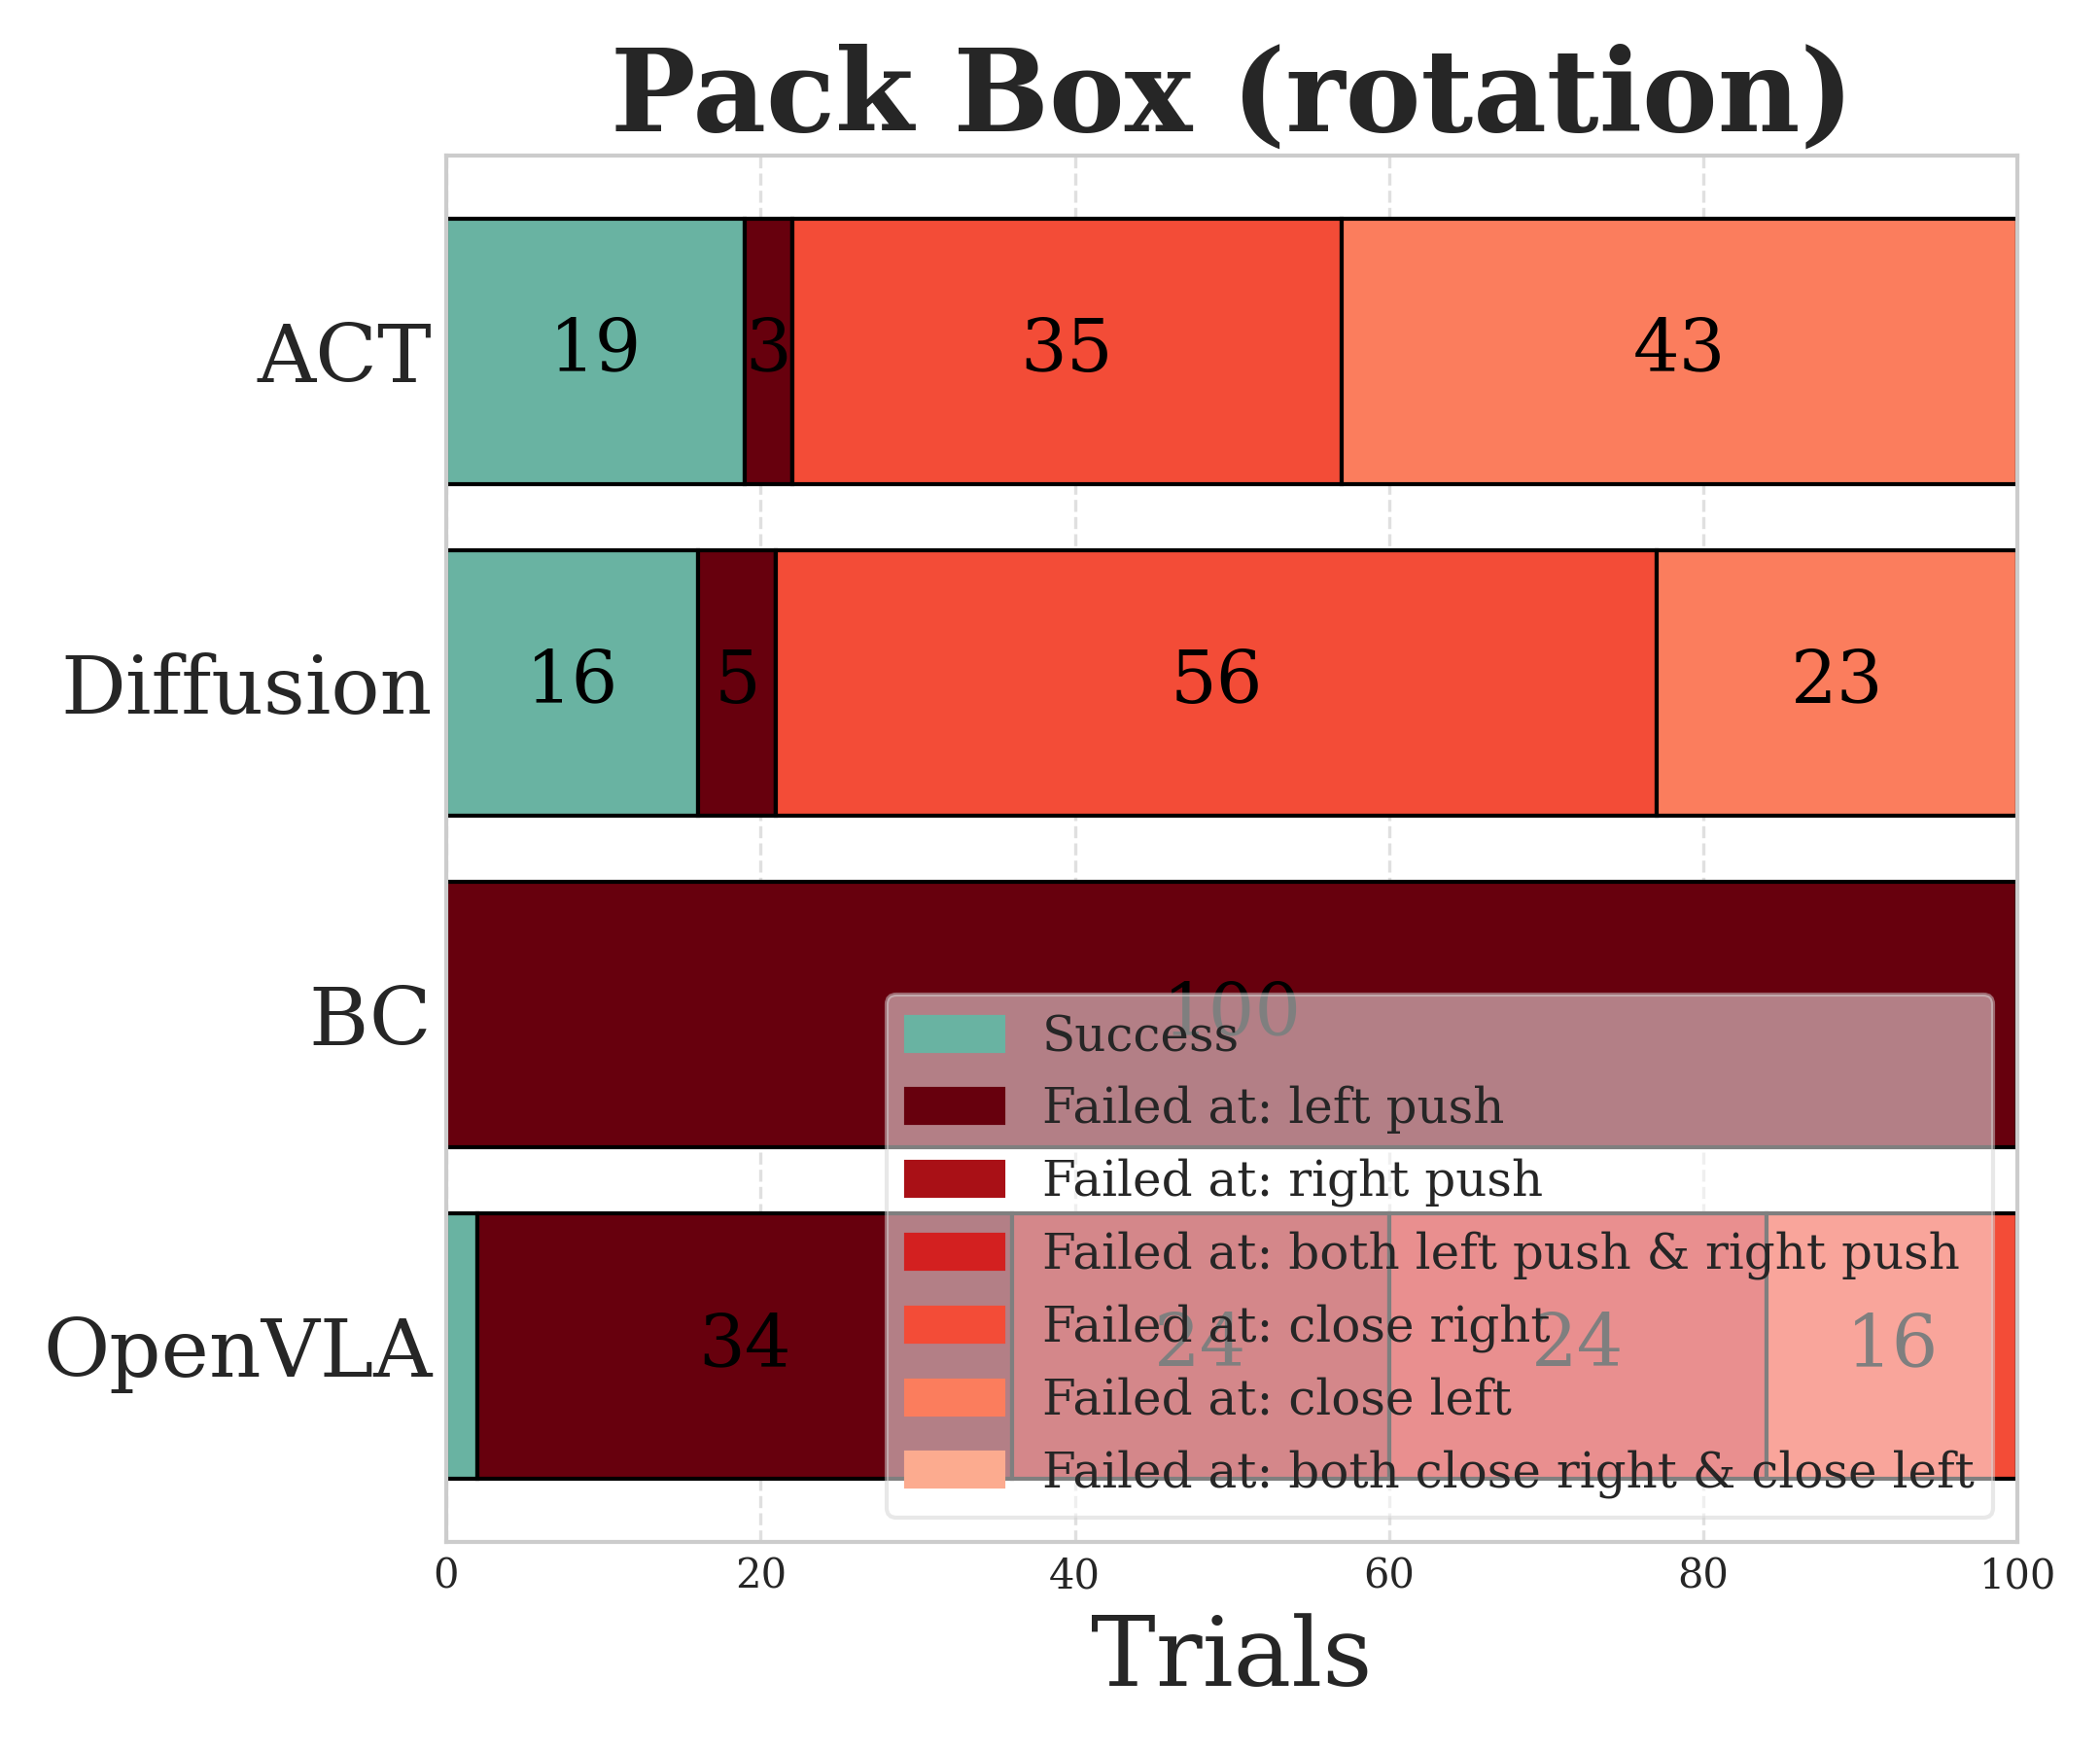 Pack Box (rotation)
ACT
19
3
35
43
Diffusion
16
5
56
23
BC
100
Success
Failed at: left push
Failed at: right push
Failed at: both left push & right push
Failed at: close right
Failed at: close left
Failed at: both close right & close left
OpenVLA
34
24
24
16
0
20
40
60
80
100
Trials